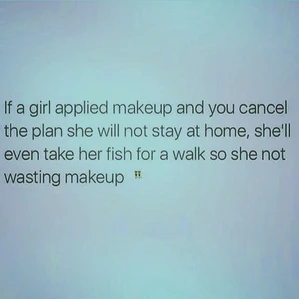 If a girl applied makeup and you cancel
the plan she will not stay at home, she'll
even take her fish for a walk so she not
wasting makeup